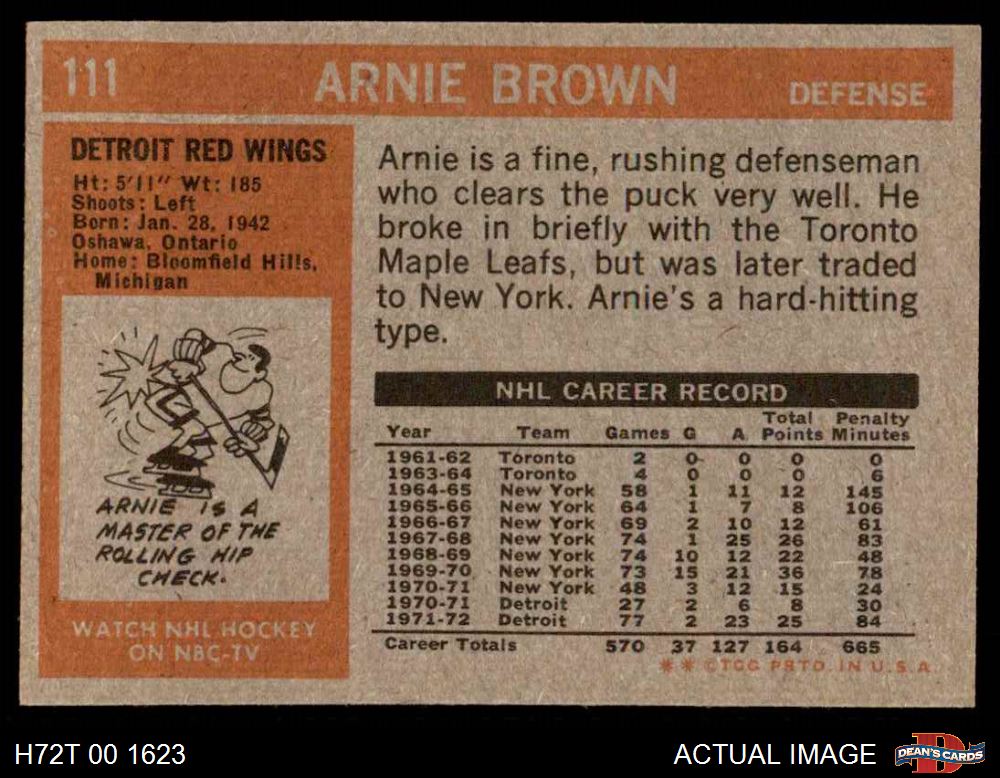 111 ARNIE BROWN DEFENSE
DETROIT RED WINGS
Ht: 5'11" Wt: 185
Shoots: Left
Born: Jan. 28, 1942
Oshawa, Ontario
Home: Bloomfield Hills,
Michigan
ARNIE IS A
MASTER OF THE
ROLLING HIP
CHECK.
WATCH NHL HOCKEY
ON NBC-TV
Arnie is a fine, rushing defenseman
who clears the puck very well. He
broke in briefly with the Toronto
Maple Leafs, but was later traded
to New York. Arnie's a hard-hitting
type.
NHL CAREER RECORD
Total Penalty
Year Team Games G A Points Minutes
1961-62 Toronto 2 0 0 0 0
1963-64 Toronto 4 0 0 0 6
1964-65 New York 58 1 11 12 145
1965-66 New York 64 1 7 8 106
1966-67 New York 69 2 10 12 61
1967-68 New York 74 1 25 26 83
1968-69 New York 74 10 12 22 48
1969-70 New York 73 15 21 36 78
1970-71 New York 48 3 12 15 24
1970-71 Detroit 27 2 6 8 30
1971-72 Detroit 77 2 23 25 84
Career Totals 570 37 127 164 665
** ©TCG PRTD. IN U.S.A.
H72T 00 1623 ACTUAL IMAGE DEAN'S CARDS